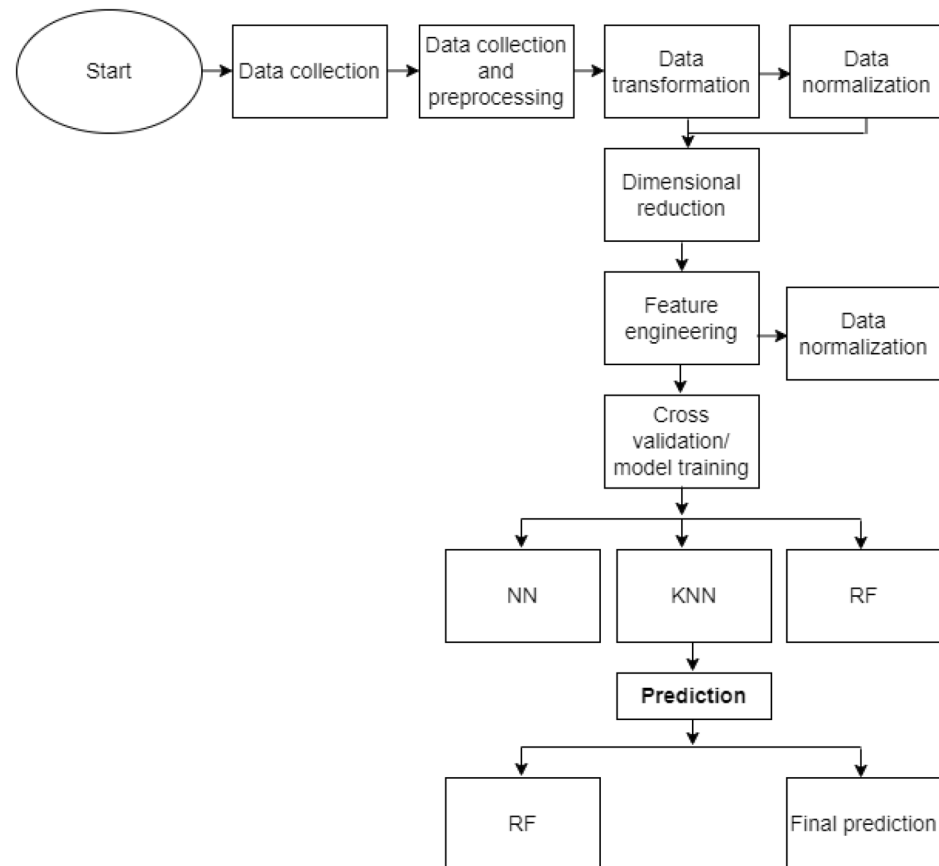 Start
Data collection
Data collection
and
preprocessing
Data
transformation
Data
normalization
Dimensional
reduction
Feature
engineering
Data
normalization
Cross
validation/
model training
NN
KNN
RF
Prediction
RF
Final prediction